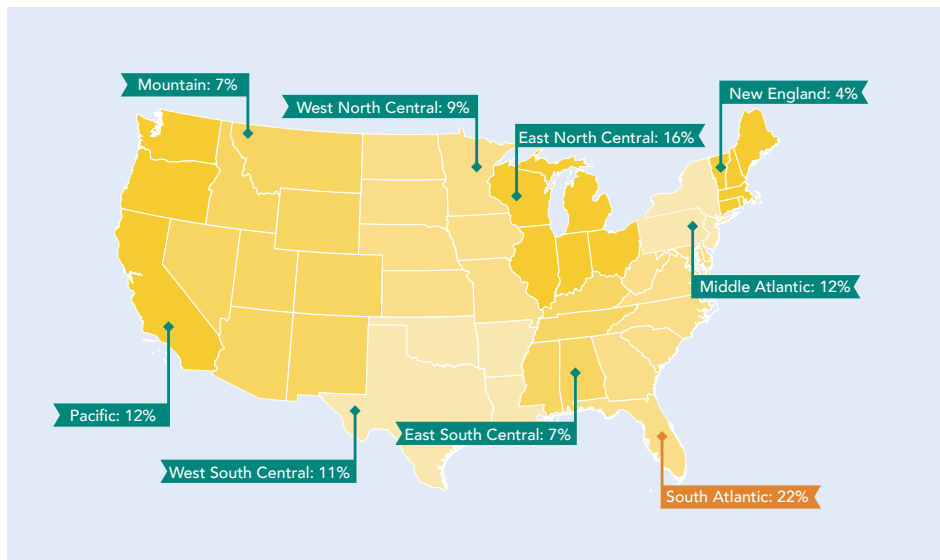 Mountain: 7%
New England: 4%
West North Central: 9%
East North Central: 16%
Middle Atlantic: 12%
Pacific: 12%
East South Central: 7%
West South Central: 11%
South Atlantic: 22%